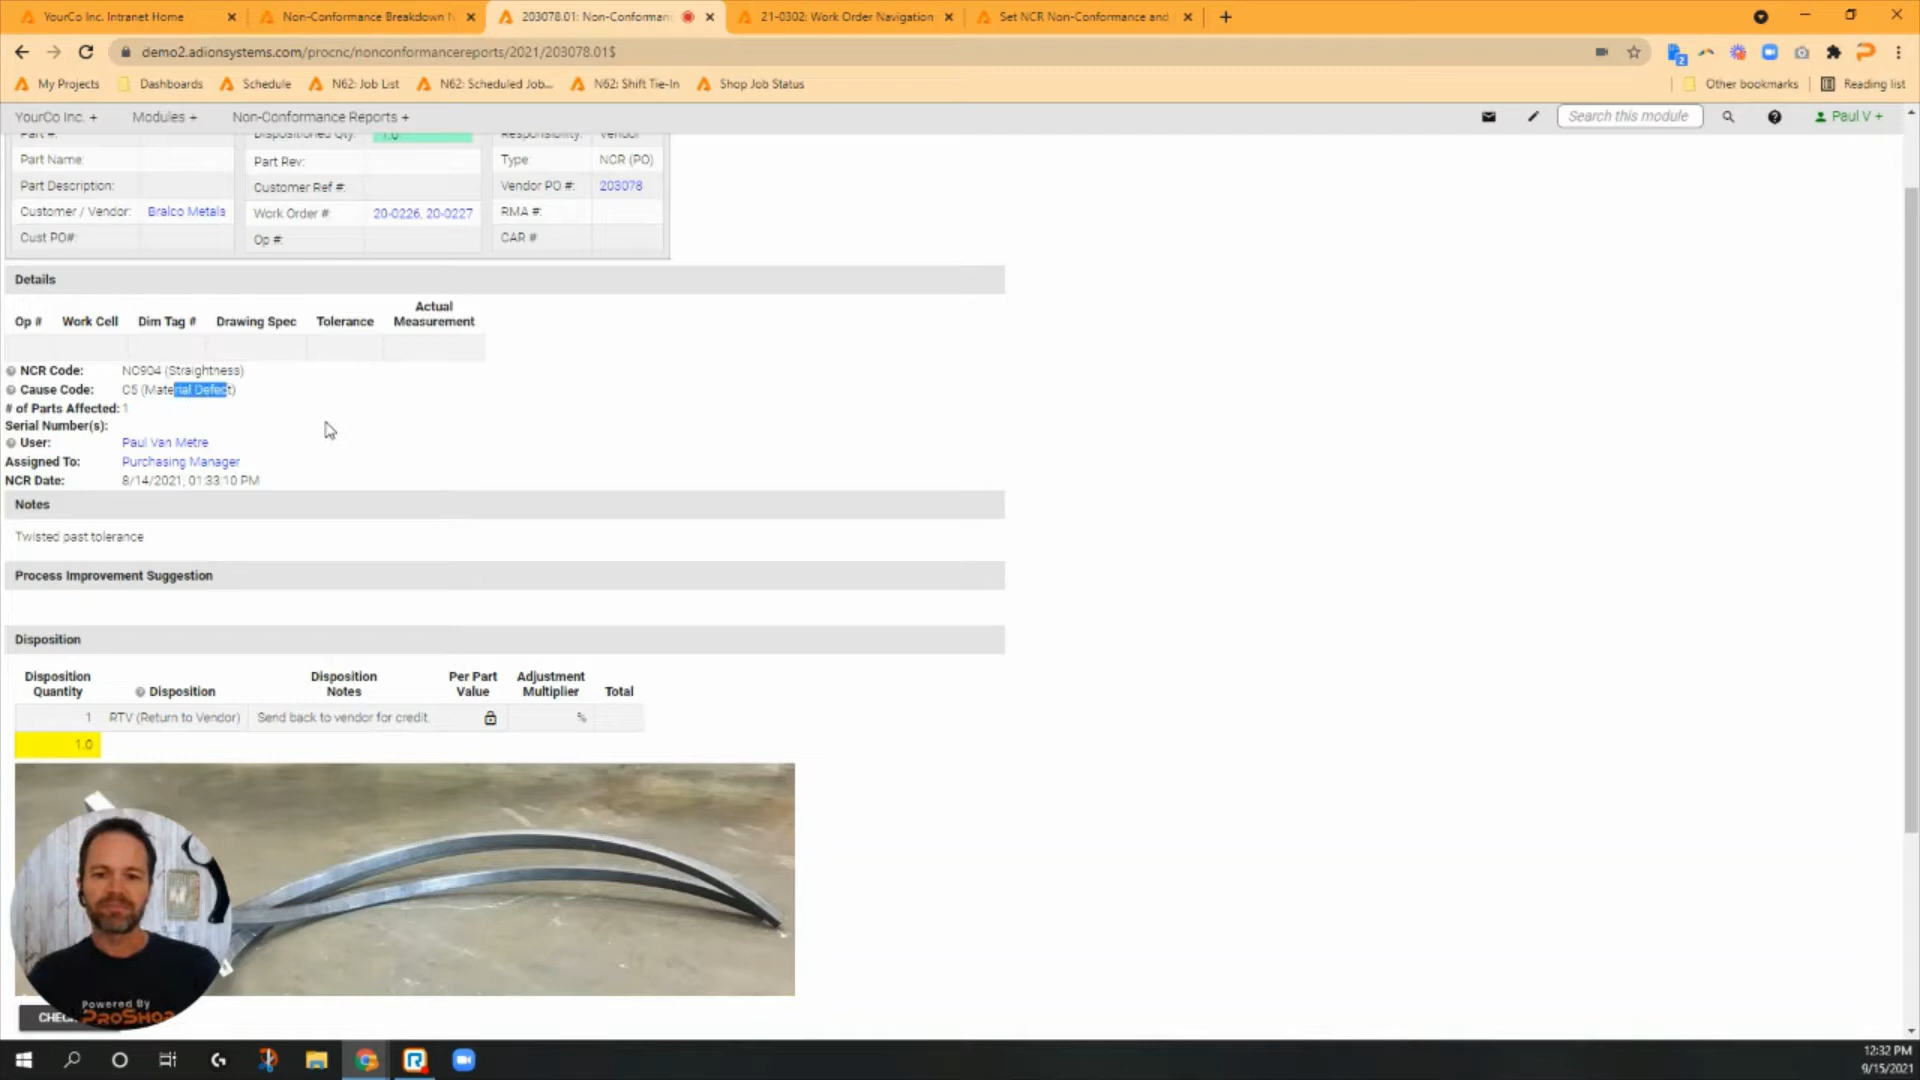 YourCo Inc. Intranet Home
Non-Conformance Breakdown
203078.01: Non-Conforman
21-0302: Work Order Navigation
Set NCR Non-Conformance and
demo2.adionsystems.com/procnc/nonconformancereports/2021/203078.01$
2
My Projects
Dashboards
Schedule
N62: Job List
N62: Scheduled Job...
N62: Shift Tie-In
Shop Job Status
Other bookmarks
Reading list
YourCo Inc. +
Modules +
Non-Conformance Reports +
Search this module
Paul V +
Part #:
Dispositioned Qty:
1.0
Responsibility:
Vendor
Part Name:
Part Rev:
Type:
NCR (PO)
Part Description:
Customer Ref #:
Vendor PO #:
203078
Customer / Vendor:
Bralco Metals
Work Order #:
20-0226, 20-0227
RMA #:
Cust PO#:
Op #:
CAR #
Details
Op #
Work Cell
Dim Tag #
Drawing Spec
Tolerance
Actual
Measurement
NCR Code: NC904 (Straightness)
Cause Code: C5 (Material Defect)
# of Parts Affected: 1
Serial Number(s):
User: Paul Van Metre
Assigned To: Purchasing Manager
NCR Date: 8/14/2021, 01:33:10 PM
Notes
Twisted past tolerance
Process Improvement Suggestion
Disposition
Disposition
Quantity
Disposition
Disposition
Notes
Per Part
Value
Adjustment
Multiplier
Total
1
RTV (Return to Vendor)
Send back to vendor for credit.
%
1.0
Powered By
PROSHOP
12:32 PM
9/15/2021